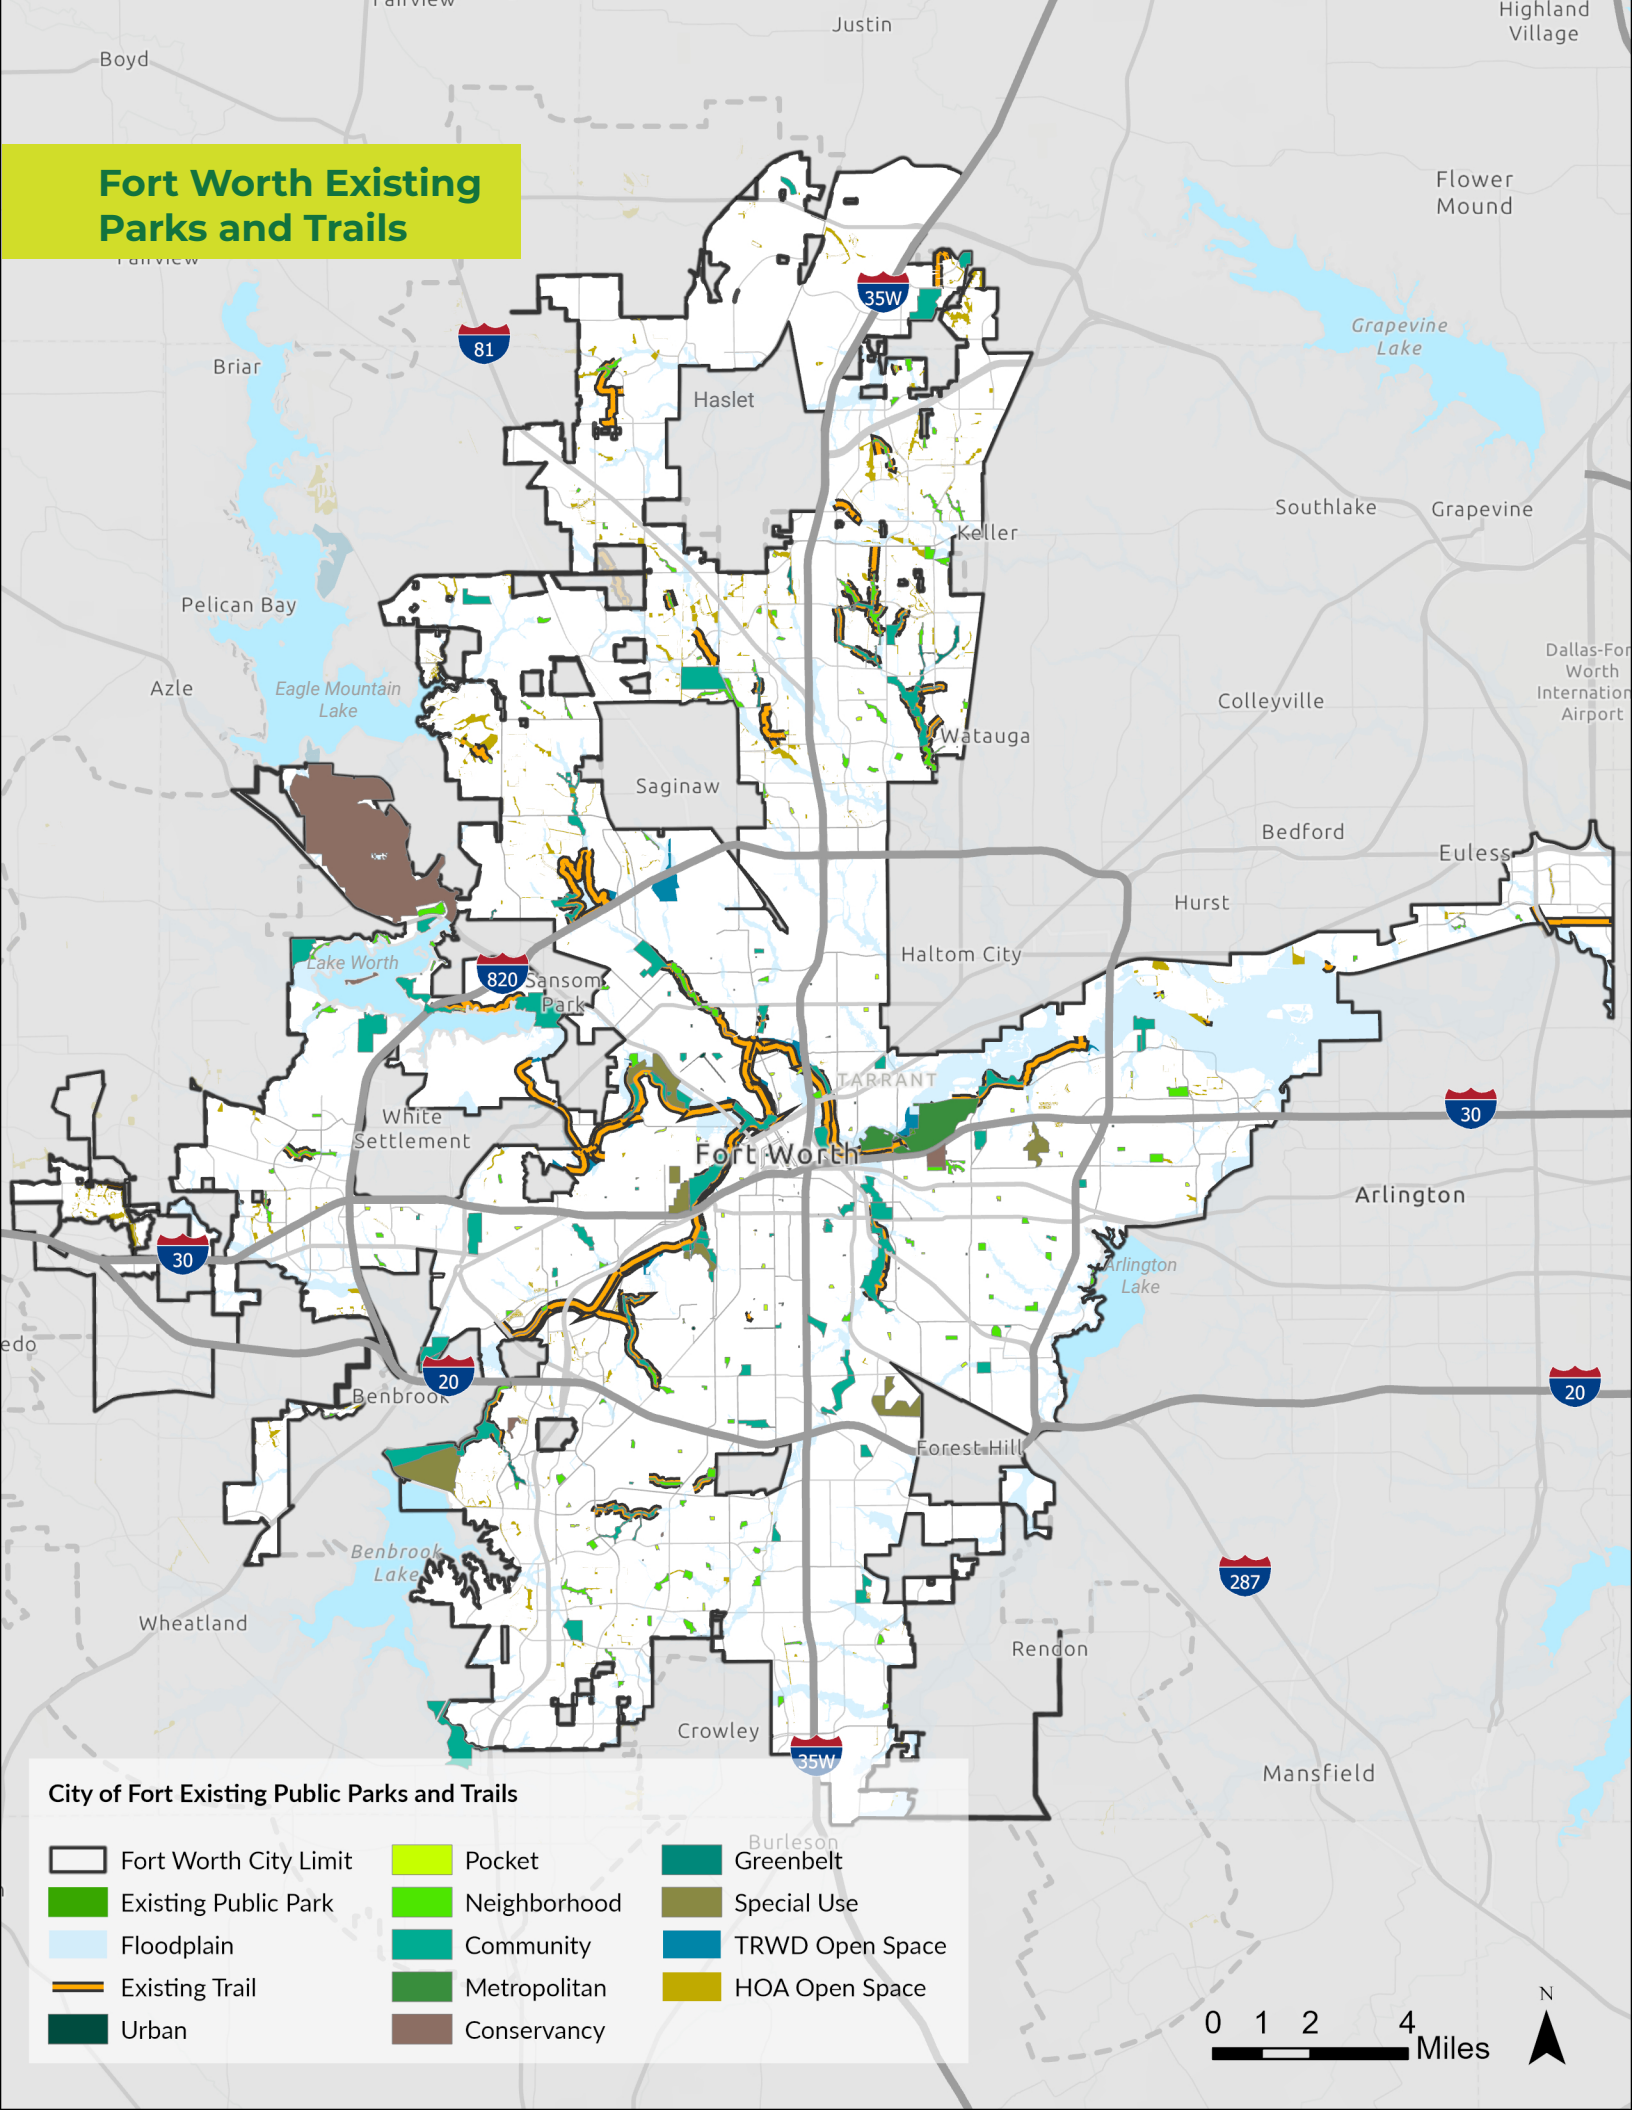 Fairview
Justin
Highland
Village
Boyd
Fort Worth Existing
Parks and Trails
Flower
Mound
Fairview
35W
Grapevine
Lake
81
Briar
Haslet
Southlake
Grapevine
Keller
Pelican Bay
Azle
Eagle Mountain
Lake
Colleyville
Dallas-For
Worth
Internation
Airport
Watauga
Saginaw
Bedford
Euless
Hurst
Haltom City
Lake Worth
820
Sansom
Park
TARRANT
White
Settlement
30
Fort Worth
Arlington
30
Arlington
Lake
edo
20
Benbrook
20
Forest Hill
Benbrook
Lake
287
Wheatland
Rendon
Crowley
35W
Mansfield
Burleson
City of Fort Existing Public Parks and Trails
Fort Worth City Limit
Existing Public Park
Floodplain
Existing Trail
Urban
Pocket
Neighborhood
Community
Metropolitan
Conservancy
Greenbelt
Special Use
TRWD Open Space
HOA Open Space
0 1 2 4
Miles
N